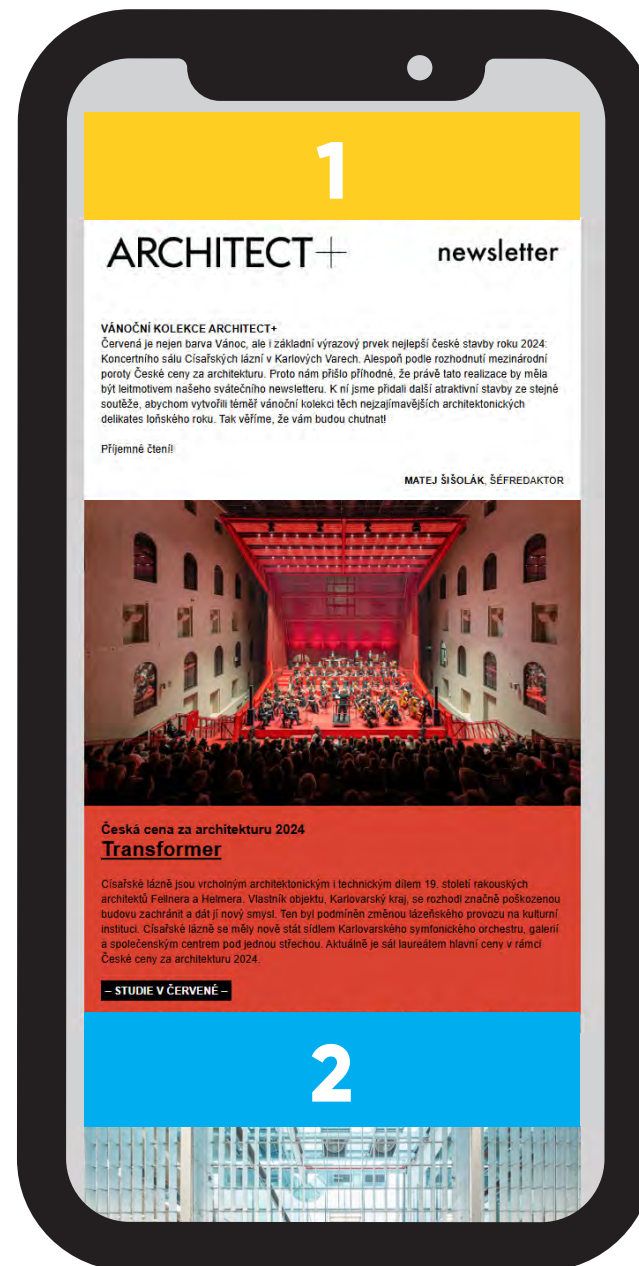 1
ARCHITECT+ newsletter
VÁNOČNÍ KOLEKCE ARCHITECT+
Červená je nejen barva Vánoc, ale i základní výrazový prvek nejlepší české stavby roku 2024:
Koncertního sálu Císařských lázní v Karlových Varech. Alespoň podle rozhodnutí mezinárodní
poroty České ceny za architekturu. Proto nám přišlo příhodné, že právě tato realizace by měla
být leitmotivem našeho svátečního newsletteru. K ní jsme přidali další atraktivní stavby ze stejné
soutěže, abychom vytvořili téměř vánoční kolekci těch nejzajímavějších architektonických
delikates loňského roku. Tak věříme, že vám budou chutnat!
Příjemné čtení!
MATEJ ŠIŠOLÁK, ŠÉFREDAKTOR
Česká cena za architekturu 2024
Transformer
Císařské lázně jsou vrcholným architektonickým i technickým dílem 19. století rakouských
architektů Fellnera a Helmera. Vlastník objektu, Karlovarský kraj, se rozhodl značně poškozenou
budovu zachránit a dát jí nový smysl. Ten byl podmíněn změnou lázeňského provozu na kulturní
instituci. Císařské lázně se měly nově stát sídlem Karlovarského symfonického orchestru, galerií
a společenským centrem pod jednou střechou. Aktuálně je sál laureátem hlavní ceny v rámci
České ceny za architekturu 2024.
– STUDIE V ČERVENÉ –
2